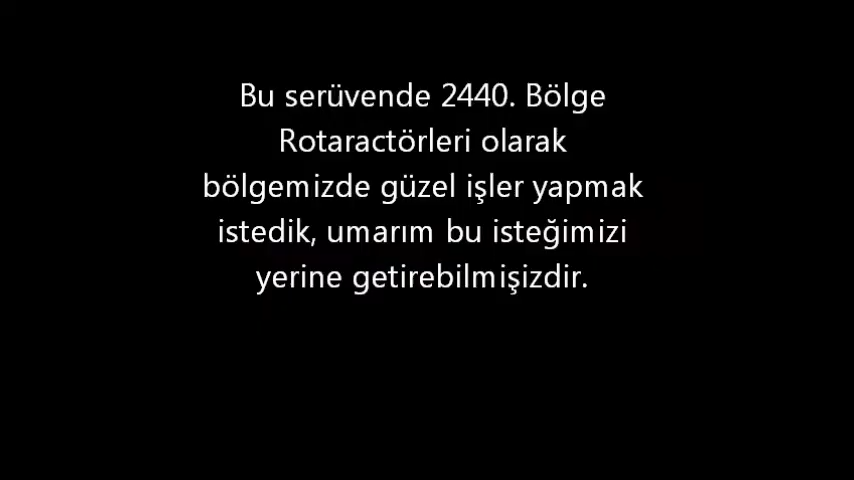 Bu serüvende 2440. Bölge
Rotaractörleri olarak
bölgemizde güzel işler yapmak
istedik, umarım bu isteğimizi
yerine getirebilmişizdir.